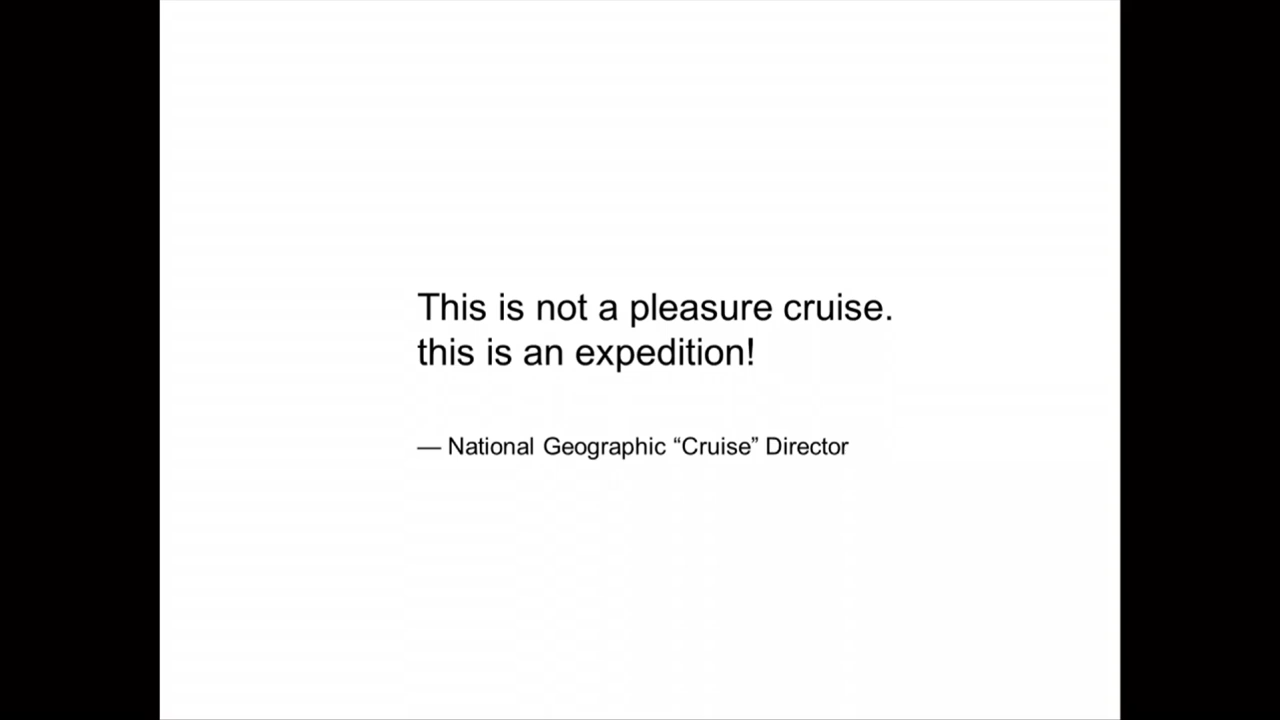 This is not a pleasure cruise.
this is an expedition!
— National Geographic “Cruise” Director